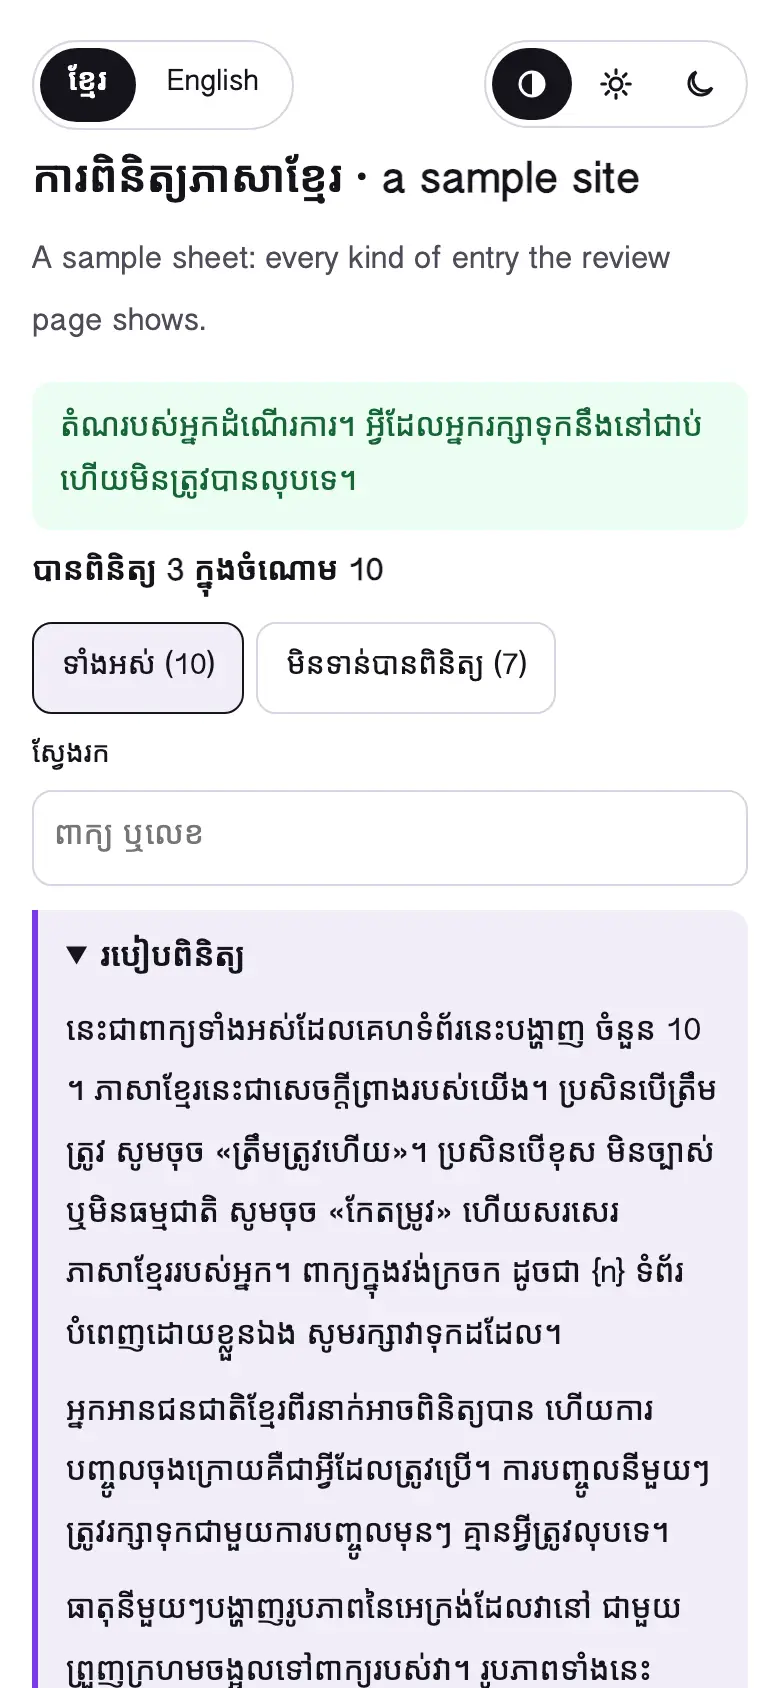 ខ្មែរ English
ការពិនិត្យភាសាខ្មែរ · a sample site
A sample sheet: every kind of entry the review
page shows.
តំណរបស់អ្នកដំណើរការ។ អ្វីដែលអ្នករក្សាទុកនឹងនៅជាប់
ហើយមិនត្រូវបានលុបទេ។
បានពិនិត្យ 3 ក្នុងចំណោម 10
ទាំងអស់ (10) មិនទាន់បានពិនិត្យ (7)
ស្វែងរក
ពាក្យ ឬលេខ
▼ របៀបពិនិត្យ
នេះជាពាក្យទាំងអស់ដែលគេហទំព័រនេះបង្ហាញ ចំនួន 10
។ ភាសាខ្មែរនេះជាសេចក្តីព្រាងរបស់យើង។ ប្រសិនបើត្រឹម
ត្រូវ សូមចុច «ត្រឹមត្រូវហើយ»។ ប្រសិនបើខុស មិនច្បាស់
ឬមិនធម្មជាតិ សូមចុច «កែតម្រូវ» ហើយសរសេរ
ភាសាខ្មែររបស់អ្នក។ ពាក្យក្នុងវង់ក្រចក ដូចជា {n} ទំព័រ
បំពេញដោយខ្លួនឯង សូមរក្សាវាទុកដដែល។
អ្នកអានជនជាតិខ្មែរពីរនាក់អាចពិនិត្យបាន ហើយការ
បញ្ចូលចុងក្រោយគឺជាអ្វីដែលត្រូវប្រើ។ ការបញ្ចូលនីមួយៗ
ត្រូវរក្សាទុកជាមួយការបញ្ចូលមុនៗ គ្មានអ្វីត្រូវលុបទេ។
ធាតុនីមួយៗបង្ហាញរូបភាពនៃអេក្រង់ដែលវានៅ ជាមួយ
ព្រួញក្រហមចង្អុលទៅពាក្យរបស់វា។ រូបភាពទាំងនេះ